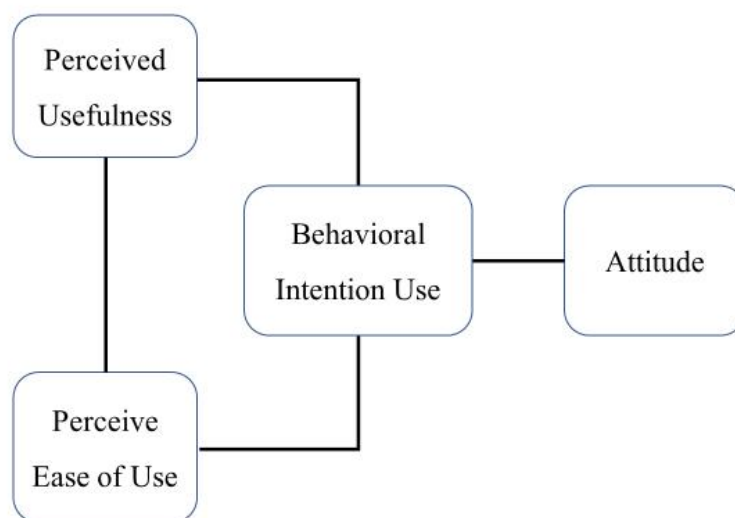 Perceived
Usefulness
Behavioral
Intention Use
Attitude
Perceive
Ease of Use